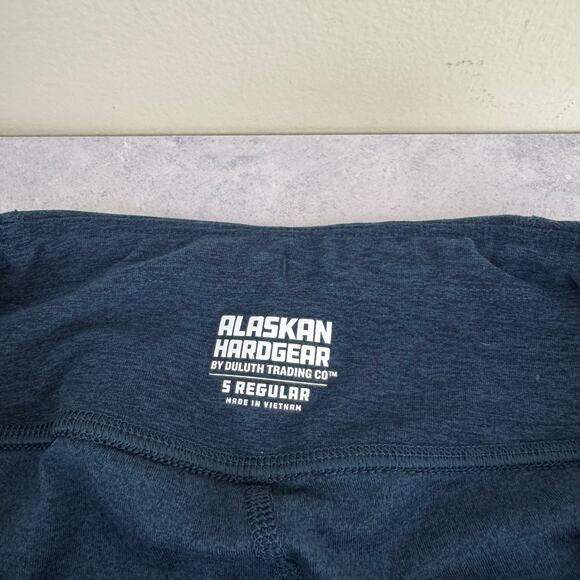 ALASKAN
HARDGEAR
BY DULUTH TRADING CO™
S REGULAR
MADE IN VIETNAM